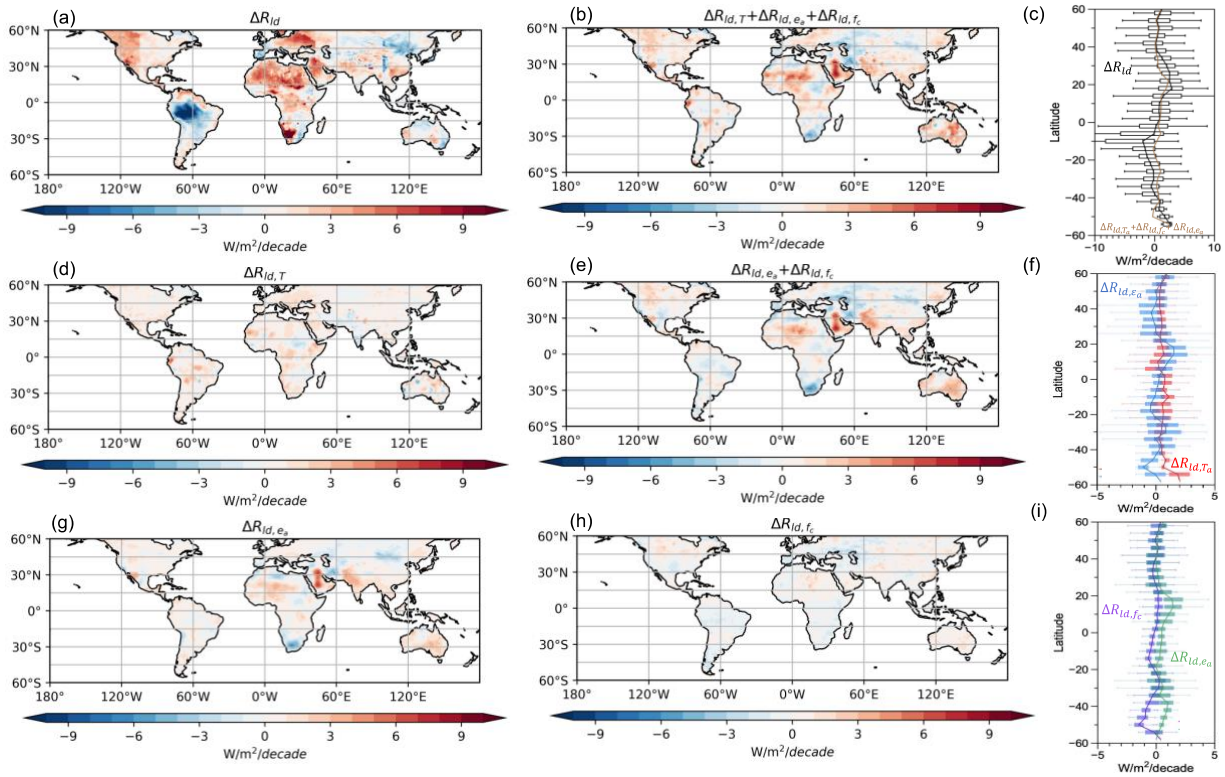 (a)
ΔR_ld
60°N
30°N
0°
30°S
60°S
180° 120°W 60°W 0°W 60°E 120°E
−9 −6 −3 0 3 6 9
W/m²/decade
(b)
ΔR_ld,T+ΔR_ld,e_a+ΔR_ld,f_c
60°N
30°N
0°
30°S
60°S
180° 120°W 60°W 0°W 60°E 120°E
−9 −6 −3 0 3 6 9
W/m²/decade
(c)
60
40
20
0
−20
−40
−60
Latitude
ΔR_ld
ΔR_ld,T_a+ΔR_ld,f_c+ΔR_ld,e_a
−10 0 10
W/m²/decade
(d)
ΔR_ld,T
60°N
30°N
0°
30°S
60°S
180° 120°W 60°W 0°W 60°E 120°E
−9 −6 −3 0 3 6
W/m²/decade
(e)
ΔR_ld,e_a+ΔR_ld,f_c
60°N
30°N
0°
30°S
60°S
180° 120°W 60°W 0°W 60°E 120°E
−9 −6 −3 0 3 6 9
W/m²/decade
(f)
60
40
20
0
−20
−40
−60
Latitude
ΔR_ld,ε_a
ΔR_ld,T_a
−5 0 5
W/m²/decade
(g)
ΔR_ld,e_a
60°N
30°N
0°
30°S
60°S
180° 120°W 60°W 0°W 60°E 120°E
−9 −6 −3 0 3 6
W/m²/decade
(h)
ΔR_ld,f_c
60°N
30°N
0°
30°S
60°S
180° 120°W 60°W 0°W 60°E 120°E
−9 −6 −3 0 3 6 9
W/m²/decade
(i)
60
40
20
0
−20
−40
−60
Latitude
ΔR_ld,f_c
ΔR_ld,e_a
−5 0 5
W/m²/decade